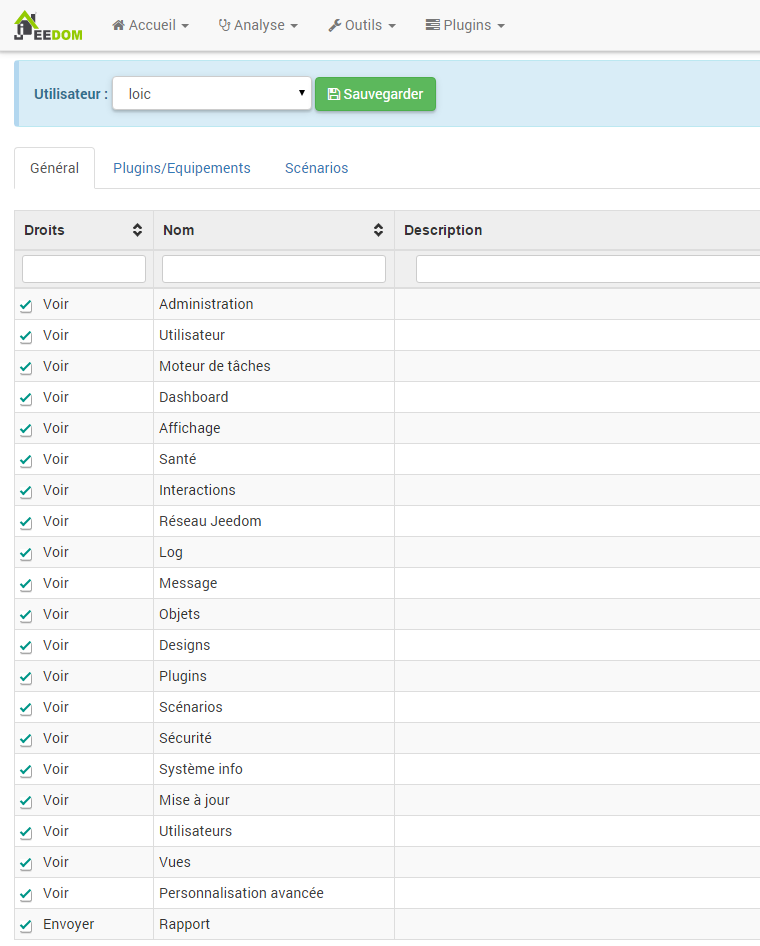 JEEDOM Accueil Analyse Outils Plugins
Utilisateur : loic Sauvegarder
Général Plugins/Equipements Scénarios
Droits Nom Description
Voir Administration
Voir Utilisateur
Voir Moteur de tâches
Voir Dashboard
Voir Affichage
Voir Santé
Voir Interactions
Voir Réseau Jeedom
Voir Log
Voir Message
Voir Objets
Voir Designs
Voir Plugins
Voir Scénarios
Voir Sécurité
Voir Système info
Voir Mise à jour
Voir Utilisateurs
Voir Vues
Voir Personnalisation avancée
Envoyer Rapport